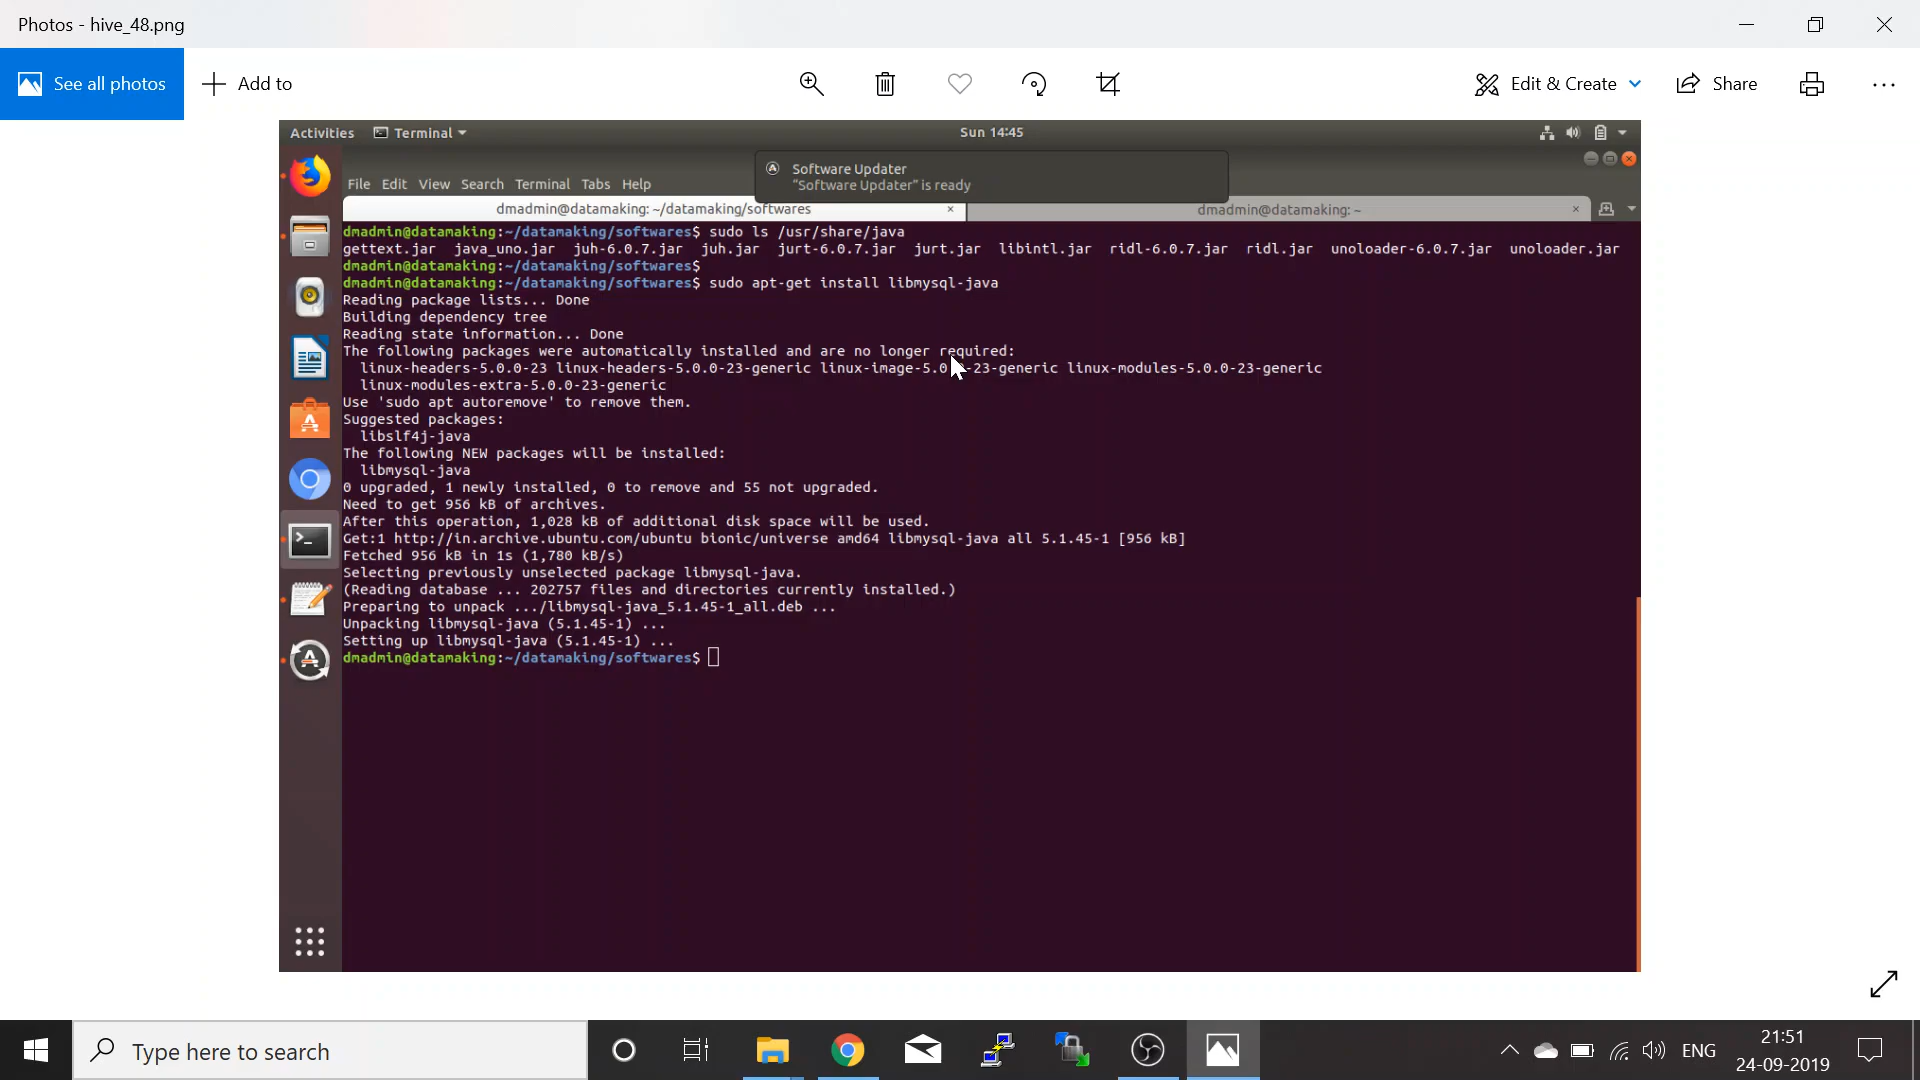 Photos - hive_48.png
See all photos
Add to
Edit & Create
Share
Activities
Terminal
Sun 14:45
Software Updater
“Software Updater” is ready
File Edit View Search Terminal Tabs Help
dmadmin@datamaking: ~/datamaking/softwares
dmadmin@datamaking: ~
dmadmin@datamaking:~/datamaking/softwares$ sudo ls /usr/share/java
gettext.jar java_uno.jar juh-6.0.7.jar juh.jar jurt-6.0.7.jar jurt.jar libintl.jar ridl-6.0.7.jar ridl.jar unoloader-6.0.7.jar unoloader.jar
dmadmin@datamaking:~/datamaking/softwares$
dmadmin@datamaking:~/datamaking/softwares$ sudo apt-get install libmysql-java
Reading package lists... Done
Building dependency tree
Reading state information... Done
The following packages were automatically installed and are no longer required:
linux-headers-5.0.0-23 linux-headers-5.0.0-23-generic linux-image-5.0.0-23-generic linux-modules-5.0.0-23-generic
linux-modules-extra-5.0.0-23-generic
Use 'sudo apt autoremove' to remove them.
Suggested packages:
libslf4j-java
The following NEW packages will be installed:
libmysql-java
0 upgraded, 1 newly installed, 0 to remove and 55 not upgraded.
Need to get 956 kB of archives.
After this operation, 1,028 kB of additional disk space will be used.
Get:1 http://in.archive.ubuntu.com/ubuntu bionic/universe amd64 libmysql-java all 5.1.45-1 [956 kB]
Fetched 956 kB in 1s (1,780 kB/s)
Selecting previously unselected package libmysql-java.
(Reading database ... 202757 files and directories currently installed.)
Preparing to unpack .../libmysql-java_5.1.45-1_all.deb ...
Unpacking libmysql-java (5.1.45-1) ...
Setting up libmysql-java (5.1.45-1) ...
dmadmin@datamaking:~/datamaking/softwares$
Type here to search
ENG
21:51
24-09-2019